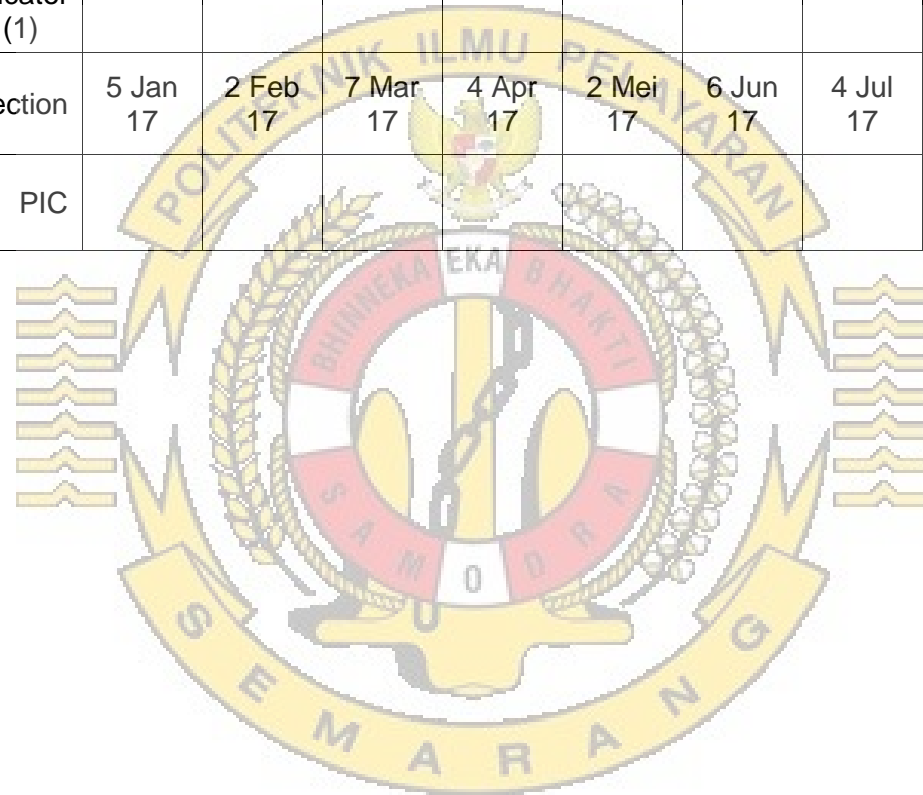 icator
(1)
ection 5 Jan 17 2 Feb 17 7 Mar 17 4 Apr 17 2 Mei 17 6 Jun 17 4 Jul 17
PIC
POLITEKNIK ILMU PELAYARAN
BHINNEKA EKA BHAKTI
SAMODRA
SEMARANG